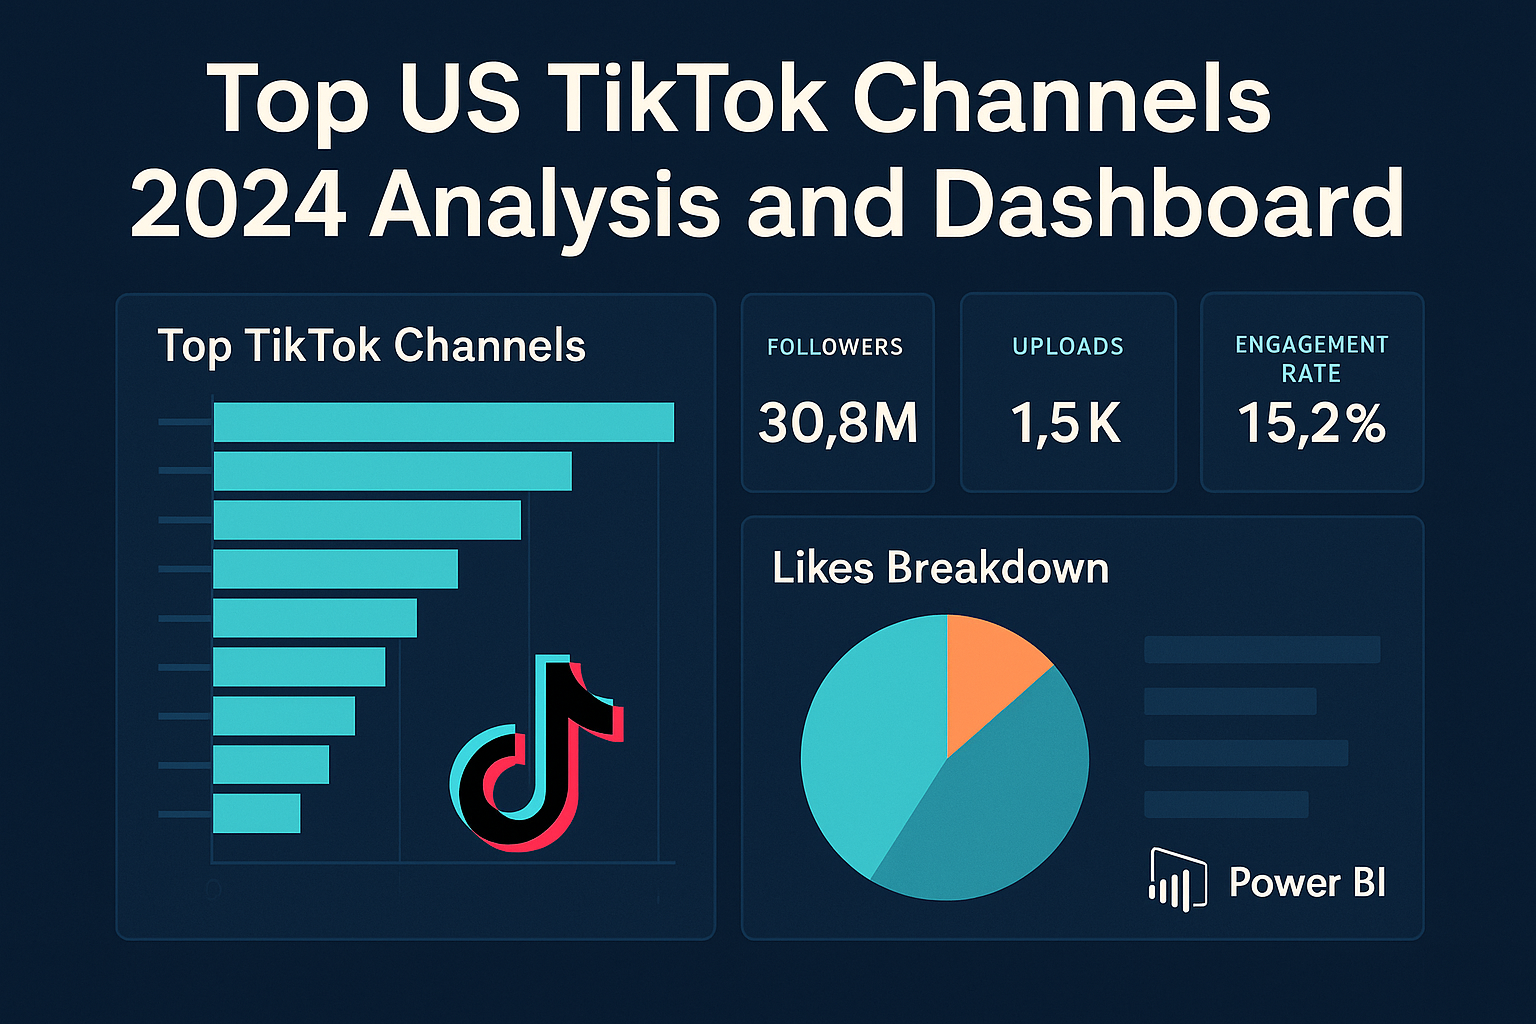 Top US TikTok Channels
2024 Analysis and Dashboard
Top TikTok Channels
FOLLOWERS
30,8M
UPLOADS
1,5K
ENGAGEMENT
RATE
15,2%
Likes Breakdown
Power BI